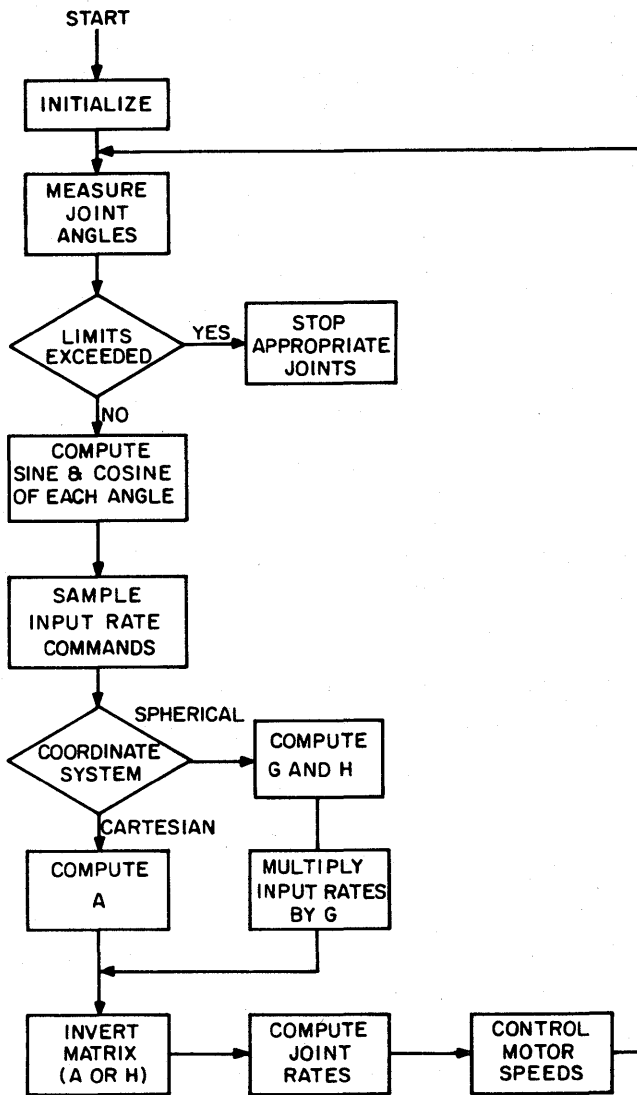 START
INITIALIZE
MEASURE
JOINT
ANGLES
LIMITS
EXCEEDED
YES
STOP
APPROPRIATE
JOINTS
NO
COMPUTE
SINE & COSINE
OF EACH ANGLE
SAMPLE
INPUT RATE
COMMANDS
COORDINATE
SYSTEM
SPHERICAL
COMPUTE
G AND H
CARTESIAN
COMPUTE
A
MULTIPLY
INPUT RATES
BY G
INVERT
MATRIX
(A OR H)
COMPUTE
JOINT
RATES
CONTROL
MOTOR
SPEEDS